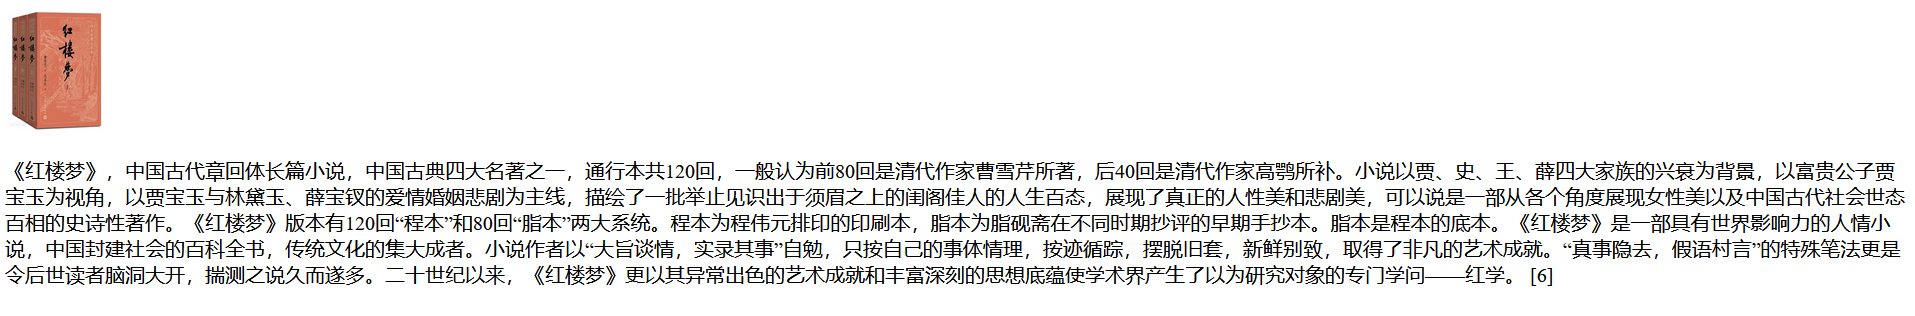 红楼梦
红楼梦
红楼梦
《红楼梦》，中国古代章回体长篇小说，中国古典四大名著之一，通行本共120回，一般认为前80回是清代作家曹雪芹所著，后40回是清代作家高鹗所补。小说以贾、史、王、薛四大家族的兴衰为背景，以富贵公子贾
宝玉为视角，以贾宝玉与林黛玉、薛宝钗的爱情婚姻悲剧为主线，描绘了一批举止见识出于须眉之上的闺阁佳人的人生百态，展现了真正的人性美和悲剧美，可以说是一部从各个角度展现女性美以及中国古代社会世态
百相的史诗性著作。《红楼梦》版本有120回“程本”和80回“脂本”两大系统。程本为程伟元排印的印刷本，脂本为脂砚斋在不同时期抄评的早期手抄本。脂本是程本的底本。《红楼梦》是一部具有世界影响力的人情小
说，中国封建社会的百科全书，传统文化的集大成者。小说作者以“大旨谈情，实录其事”自勉，只按自己的事体情理，按迹循踪，摆脱旧套，新鲜别致，取得了非凡的艺术成就。“真事隐去，假语村言”的特殊笔法更是
令后世读者脑洞大开，揣测之说久而遂多。二十世纪以来，《红楼梦》更以其异常出色的艺术成就和丰富深刻的思想底蕴使学术界产生了以为研究对象的专门学问——红学。 [6]